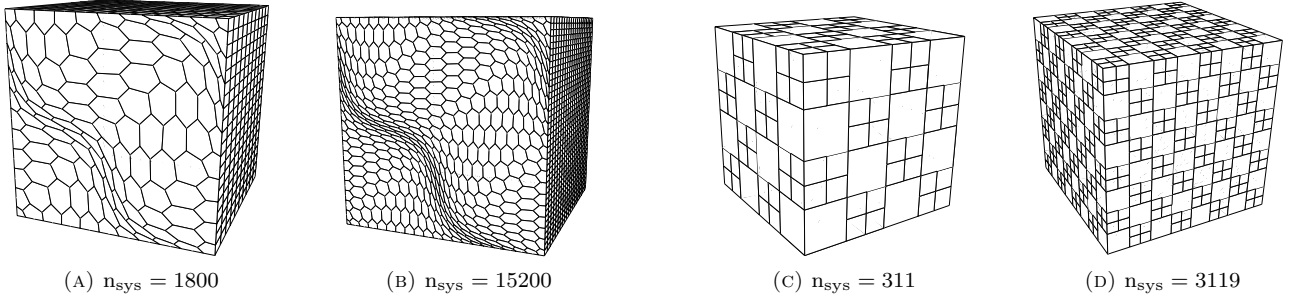 (A) n_sys = 1800
(B) n_sys = 15200
(C) n_sys = 311
(D) n_sys = 3119